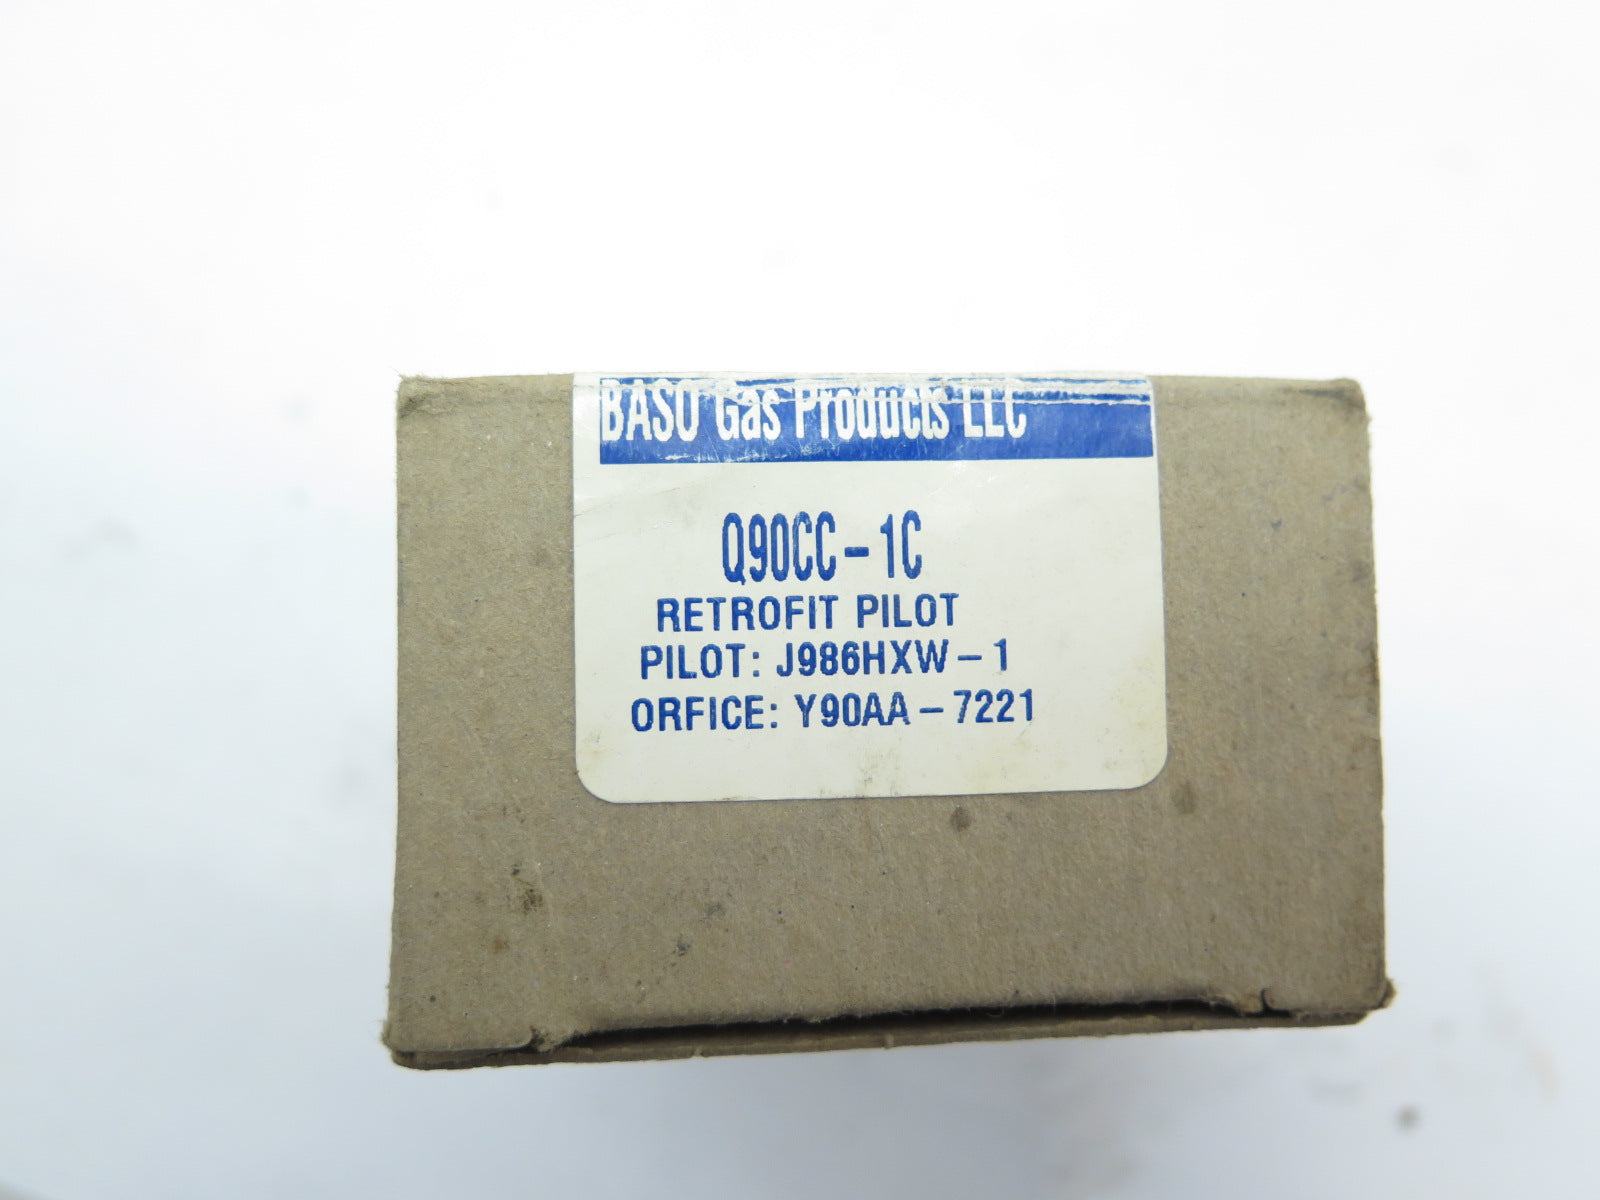 BASO Gas Products LLC
Q90CC-1C
RETROFIT PILOT
PILOT: J986HXW-1
ORFICE: Y90AA-7221